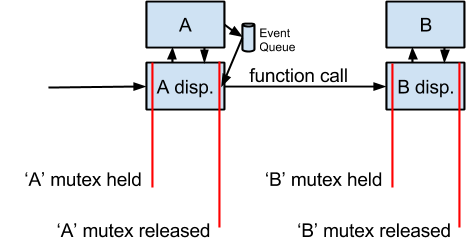 A
Event
Queue
B
A disp.
function call
B disp.
‘A’ mutex held
‘B’ mutex held
‘A’ mutex released
‘B’ mutex released